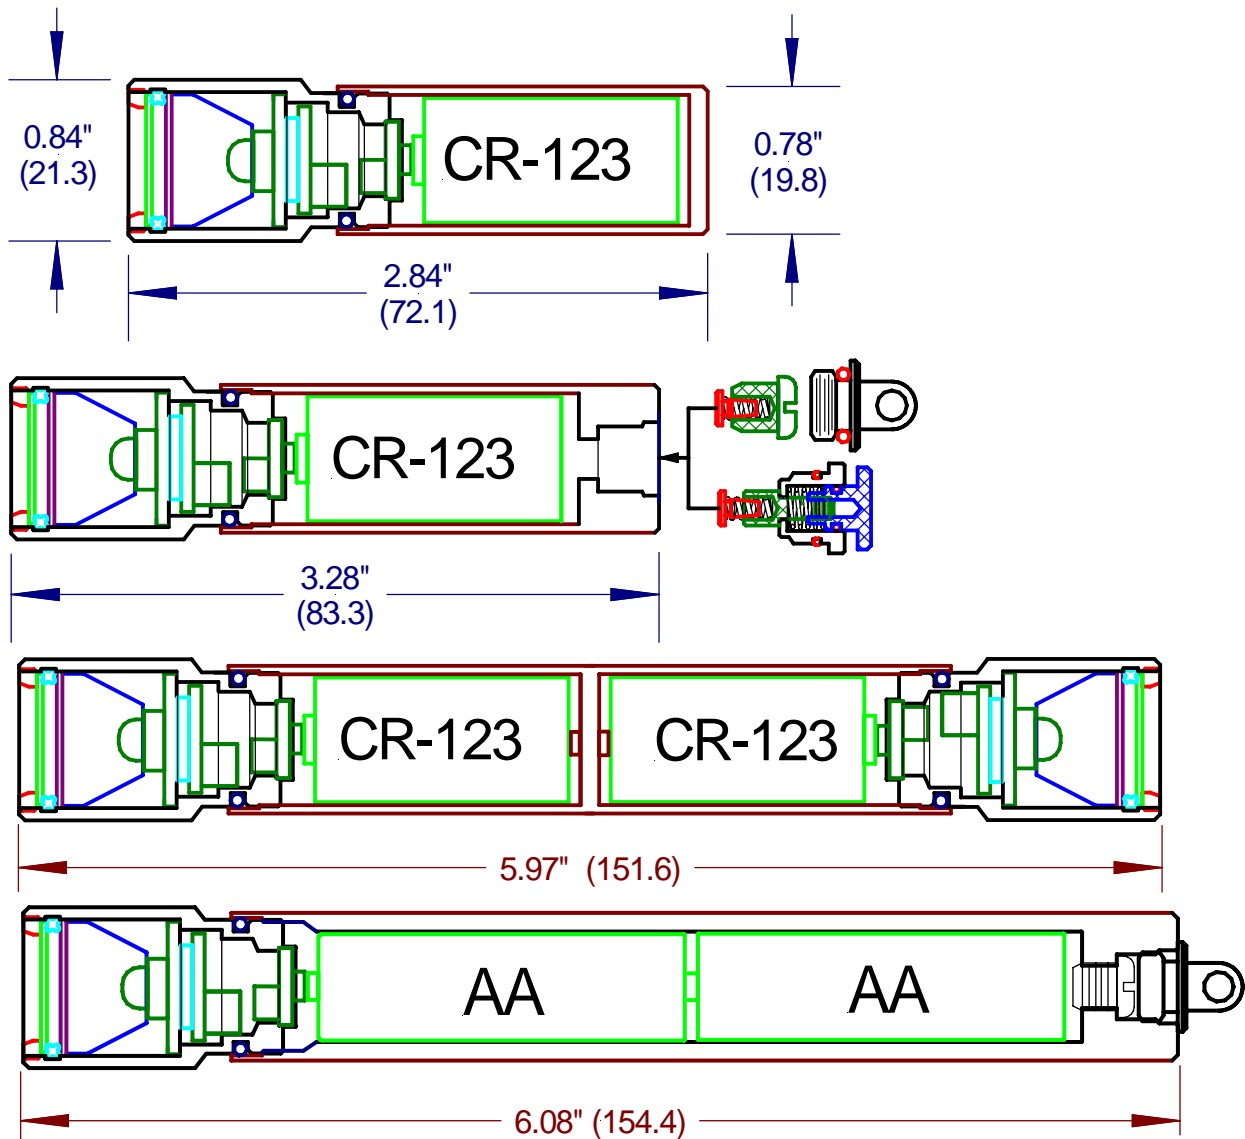 0.84"
(21.3)
CR-123
0.78"
(19.8)
2.84"
(72.1)
CR-123
3.28"
(83.3)
CR-123
CR-123
5.97" (151.6)
AA
AA
6.08" (154.4)